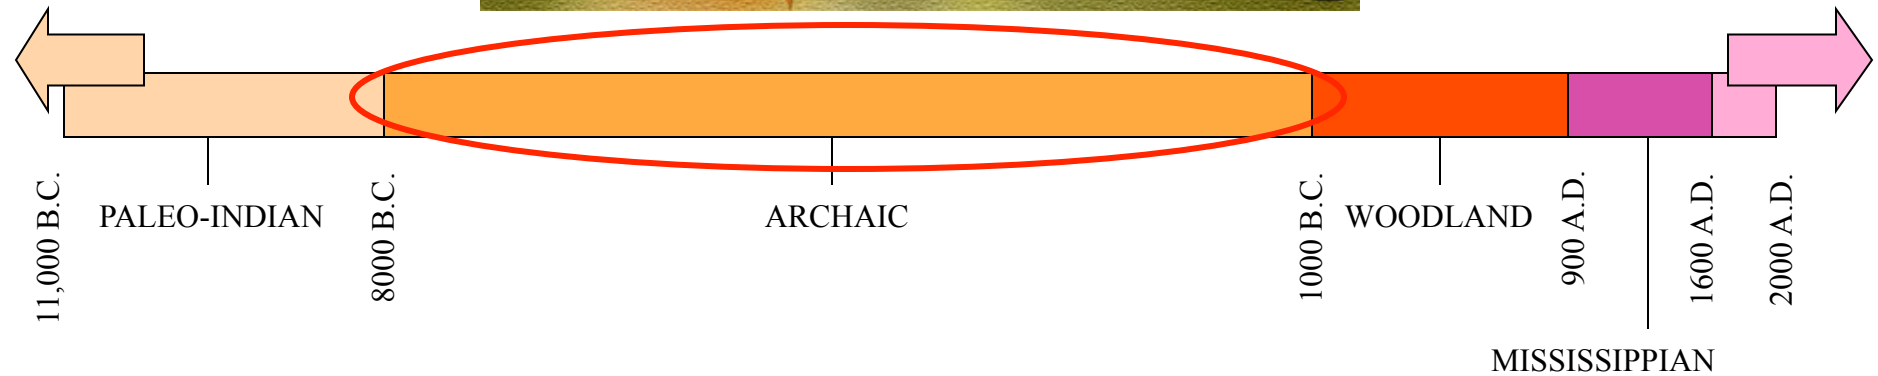 11,000 B.C.
PALEO-INDIAN
8000 B.C.
ARCHAIC
1000 B.C.
WOODLAND
900 A.D.
MISSISSIPPIAN
1600 A.D.
2000 A.D.